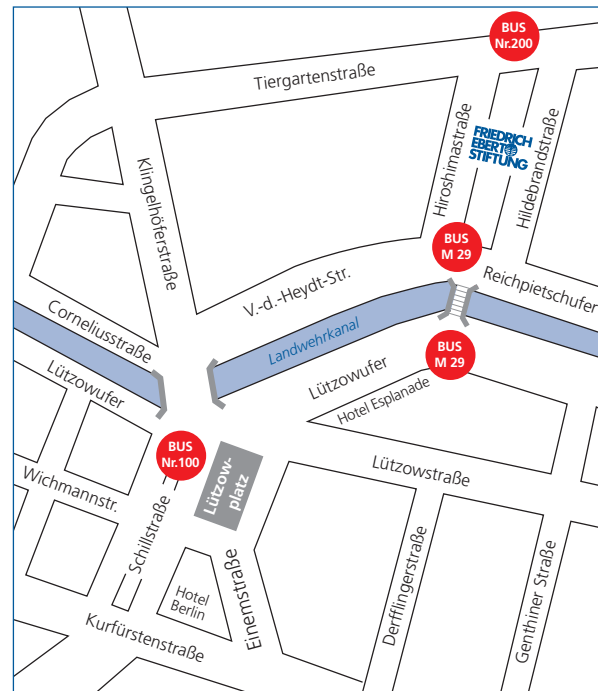 BUS
Nr.200
Tiergartenstraße
FRIEDRICH
EBERT
STIFTUNG
Hiroshimastraße
Hildebrandstraße
Klingelhöferstraße
BUS
M 29
Reichpietschufer
V.-d.-Heydt-Str.
Corneliusstraße
Landwehrkanal
BUS
M 29
Lützowufer
Lützowufer
Hotel Esplanade
BUS
Nr.100
Lützow-
platz
Lützowstraße
Wichmannstr.
Schillstraße
Hotel
Berlin
Einemstraße
Derfflingerstraße
Genthiner Straße
Kurfürstenstraße